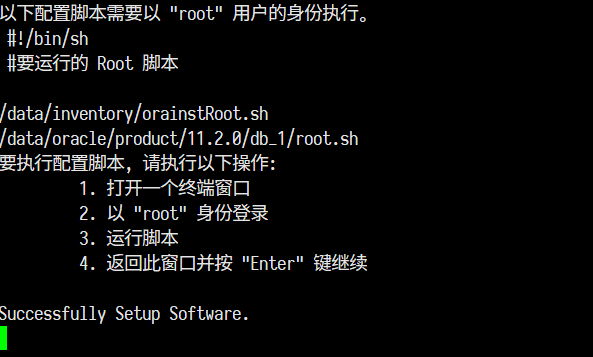 以下配置脚本需要以 "root" 用户的身份执行。
#!/bin/sh
#要运行的 Root 脚本
/data/inventory/orainstRoot.sh
/data/oracle/product/11.2.0/db_1/root.sh
要执行配置脚本, 请执行以下操作:
1. 打开一个终端窗口
2. 以 "root" 身份登录
3. 运行脚本
4. 返回此窗口并按 "Enter" 键继续
Successfully Setup Software.